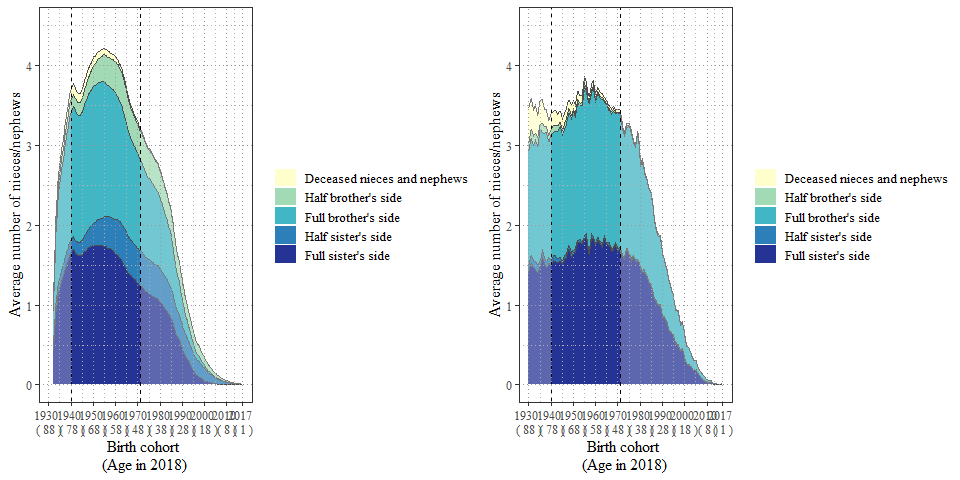 Average number of nieces/nephews
4
3
2
1
0
1930 1940 1950 1960 1970 1980 1990 2000 2010 2017
( 88 )( 78 )( 68 )( 58 )( 48 )( 38 )( 28 )( 18 )( 8 )( 1 )
Birth cohort
(Age in 2018)
Deceased nieces and nephews
Half brother's side
Full brother's side
Half sister's side
Full sister's side
Average number of nieces/nephews
4
3
2
1
0
1930 1940 1950 1960 1970 1980 1990 2000 2010 2017
( 88 )( 78 )( 68 )( 58 )( 48 )( 38 )( 28 )( 18 )( 8 )( 1 )
Birth cohort
(Age in 2018)
Deceased nieces and nephews
Half brother's side
Full brother's side
Half sister's side
Full sister's side